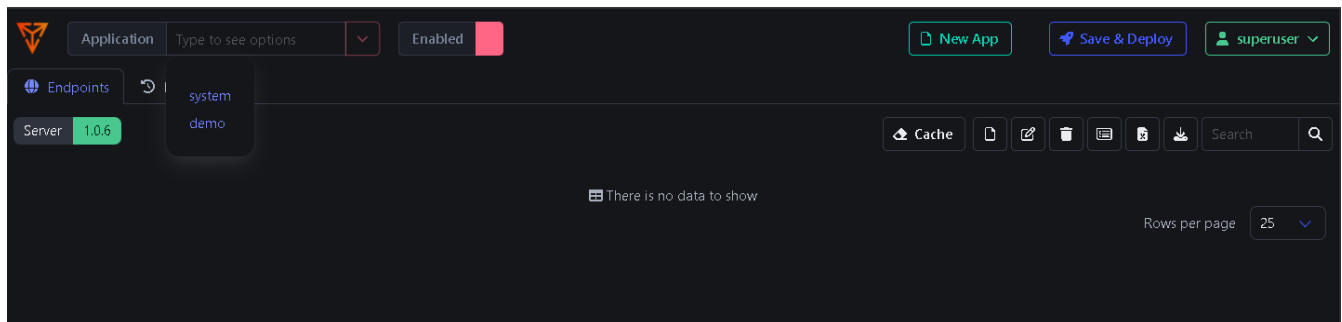 Application Type to see options Enabled New App Save & Deploy superuser
Endpoints
system
demo
Server 1.0.6 Cache Search
There is no data to show
Rows per page 25